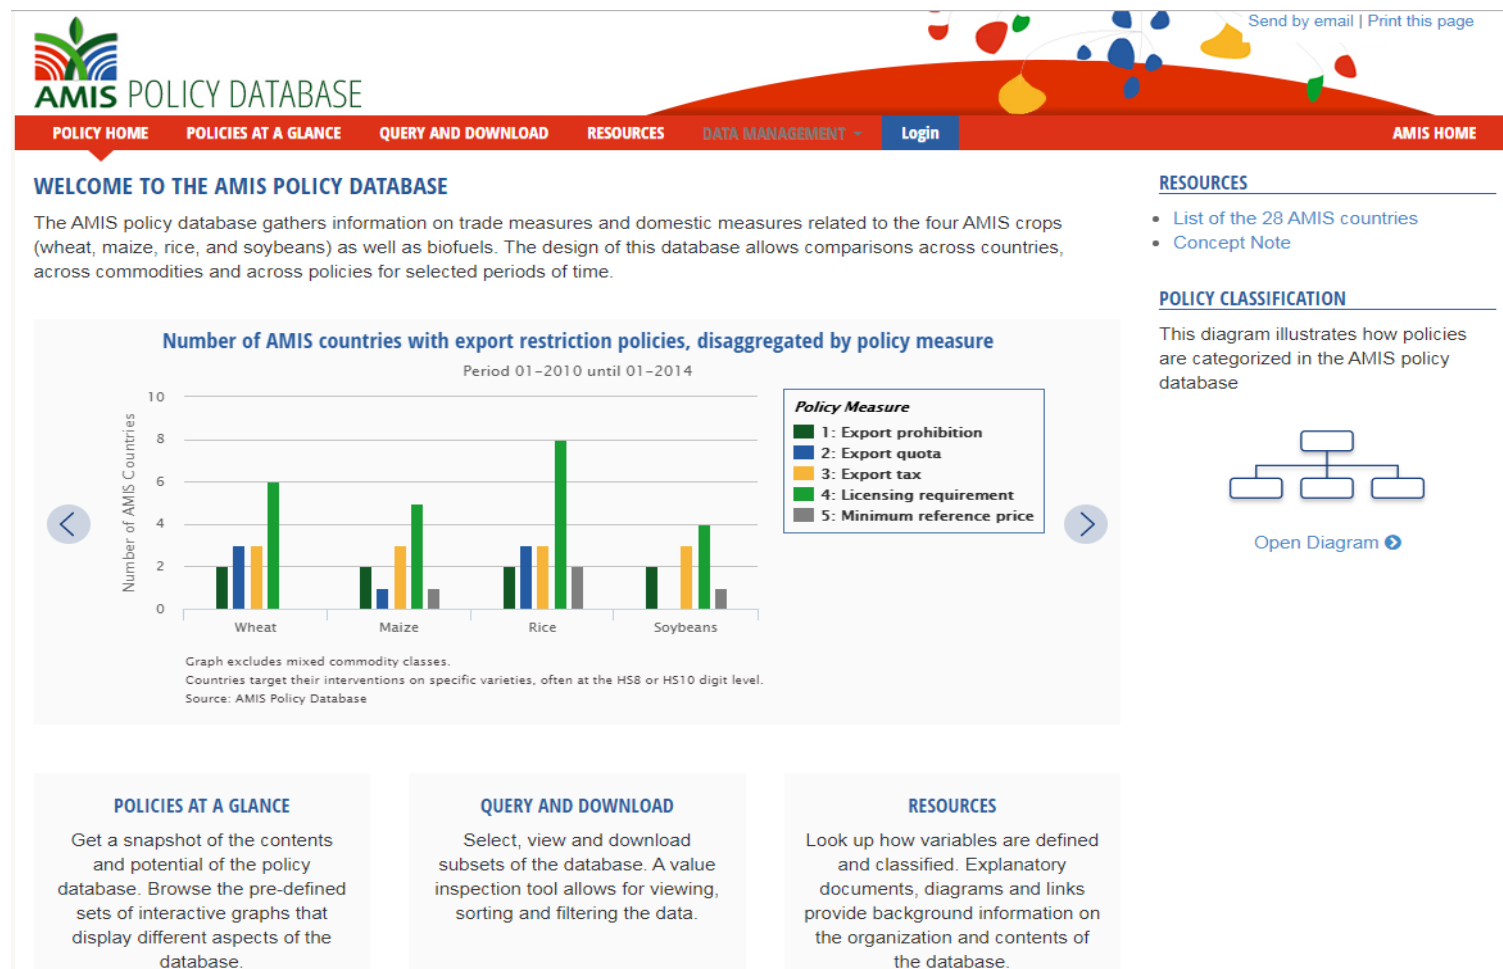 Send by email | Print this page
AMIS POLICY DATABASE
POLICY HOME POLICIES AT A GLANCE QUERY AND DOWNLOAD RESOURCES DATA MANAGEMENT Login AMIS HOME
WELCOME TO THE AMIS POLICY DATABASE
The AMIS policy database gathers information on trade measures and domestic measures related to the four AMIS crops
(wheat, maize, rice, and soybeans) as well as biofuels. The design of this database allows comparisons across countries,
across commodities and across policies for selected periods of time.
Number of AMIS countries with export restriction policies, disaggregated by policy measure
Period 01-2010 until 01-2014
Number of AMIS Countries
10
8
6
4
2
0
Wheat Maize Rice Soybeans
Policy Measure
1: Export prohibition
2: Export quota
3: Export tax
4: Licensing requirement
5: Minimum reference price
Graph excludes mixed commodity classes.
Countries target their interventions on specific varieties, often at the HS8 or HS10 digit level.
Source: AMIS Policy Database
RESOURCES
List of the 28 AMIS countries
Concept Note
POLICY CLASSIFICATION
This diagram illustrates how policies
are categorized in the AMIS policy
database
Open Diagram
POLICIES AT A GLANCE
Get a snapshot of the contents
and potential of the policy
database. Browse the pre-defined
sets of interactive graphs that
display different aspects of the
database.
QUERY AND DOWNLOAD
Select, view and download
subsets of the database. A value
inspection tool allows for viewing,
sorting and filtering the data.
RESOURCES
Look up how variables are defined
and classified. Explanatory
documents, diagrams and links
provide background information on
the organization and contents of
the database.